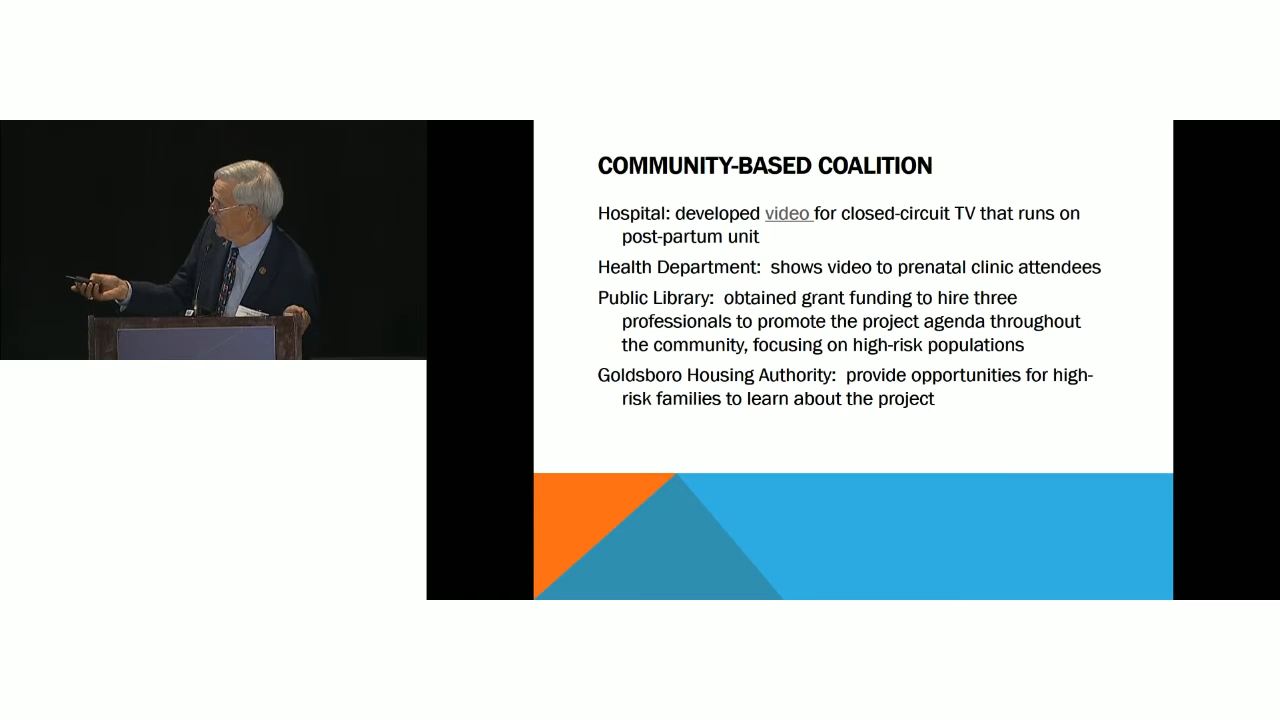 COMMUNITY-BASED COALITION
Hospital: developed video for closed-circuit TV that runs on
post-partum unit
Health Department: shows video to prenatal clinic attendees
Public Library: obtained grant funding to hire three
professionals to promote the project agenda throughout
the community, focusing on high-risk populations
Goldsboro Housing Authority: provide opportunities for high-
risk families to learn about the project